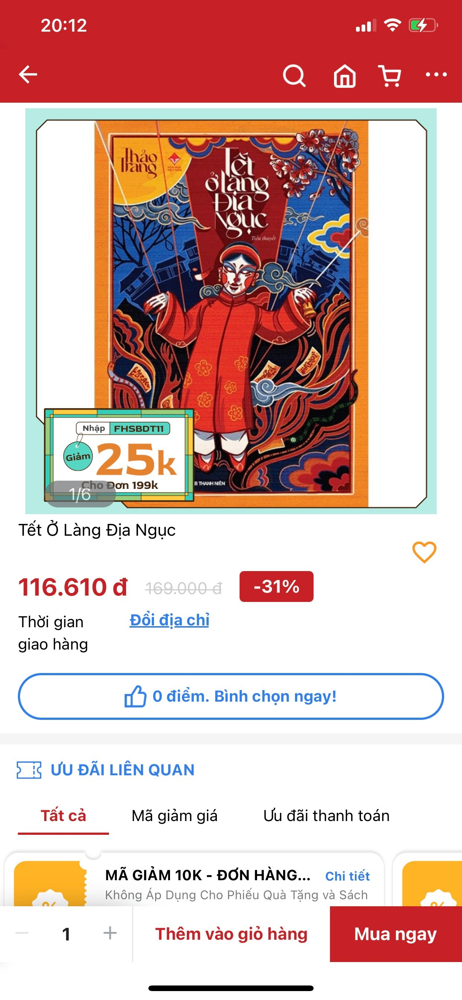 20:12
Thảo
Trang
VĂN HỌC
VIỆT NAM
Tết
ở làng
Địa
Ngục
Tiểu thuyết
Nhập FHSBDT11
Giảm 25k
Cho Đơn 199k
1/6
B THANH NIÊN
Tết Ở Làng Địa Ngục
116.610 đ 169.000 đ -31%
Thời gian
giao hàng
Đổi địa chỉ
0 điểm. Bình chọn ngay!
ƯU ĐÃI LIÊN QUAN
Tất cả Mã giảm giá Ưu đãi thanh toán
MÃ GIẢM 10K - ĐƠN HÀNG... Chi tiết
Không Áp Dụng Cho Phiếu Quà Tặng và Sách
1 Thêm vào giỏ hàng Mua ngay